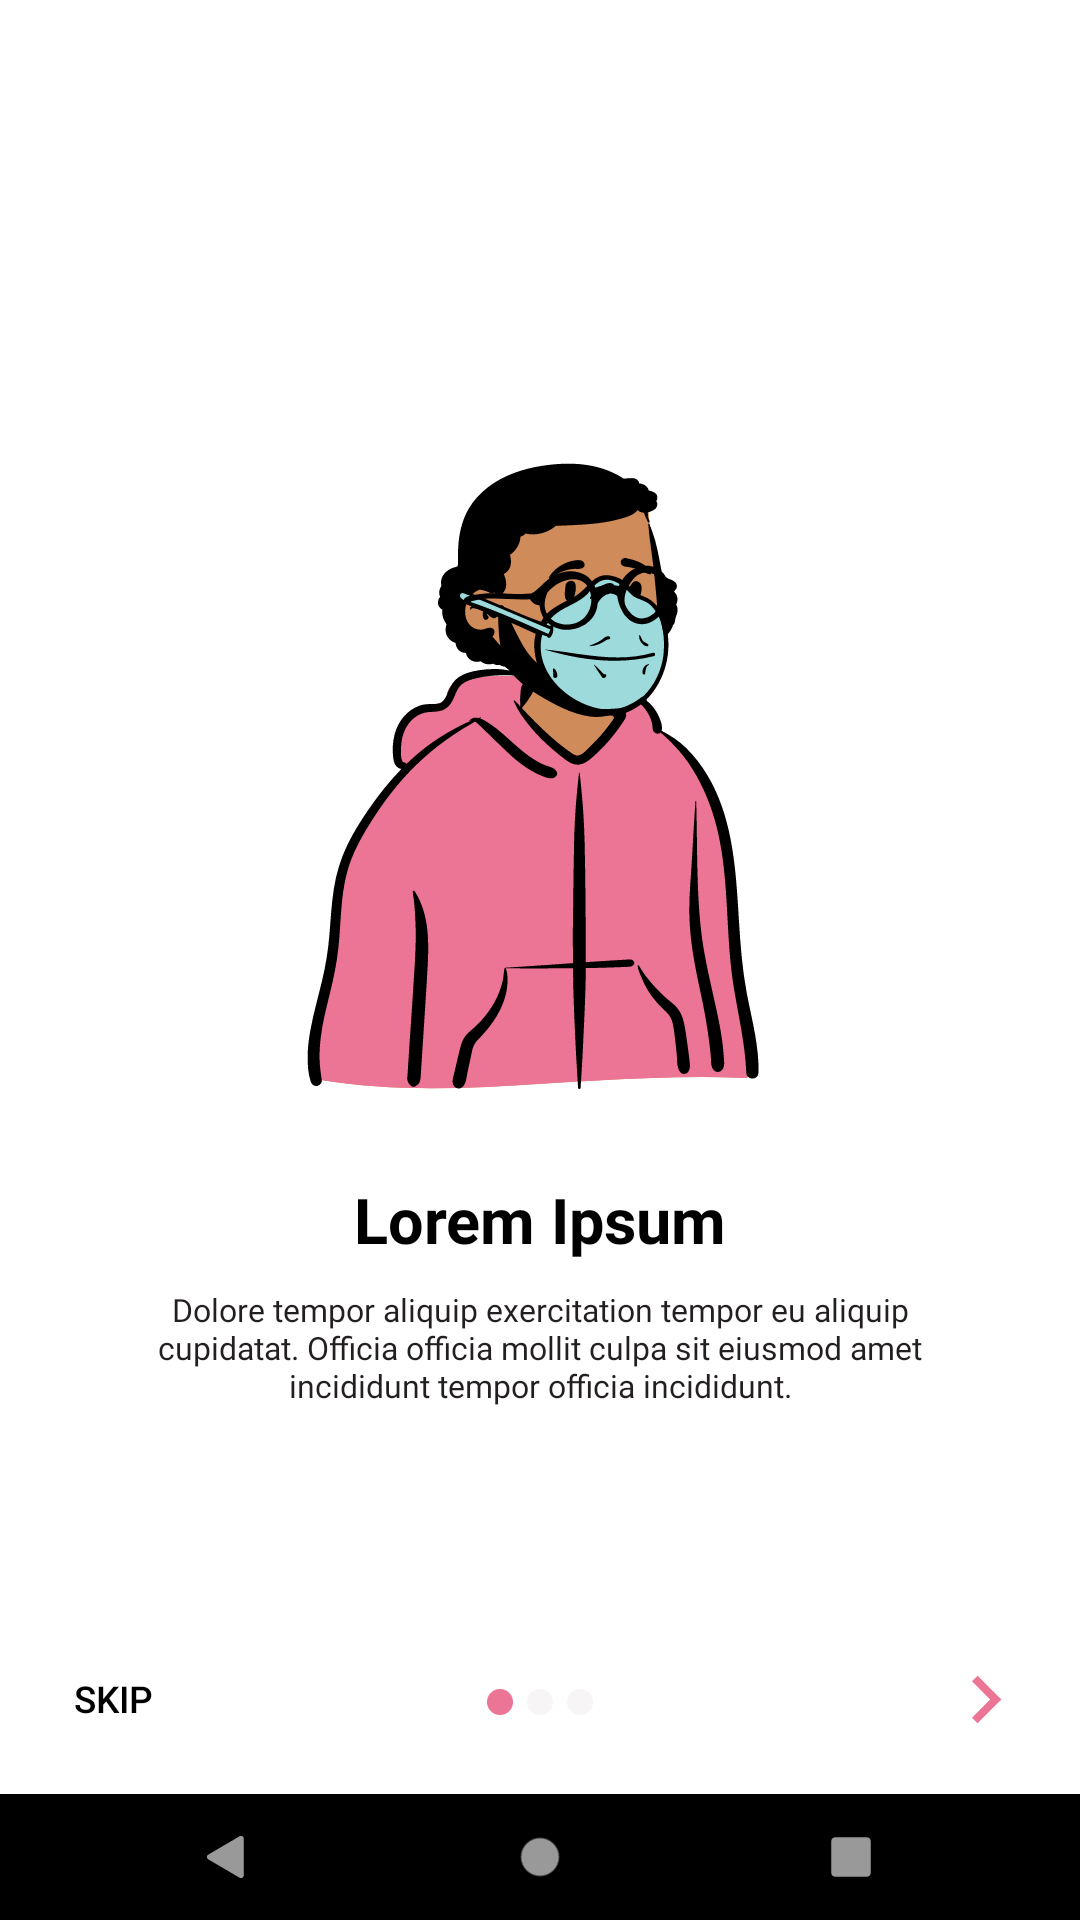 Lorem Ipsum
Dolore tempor aliquip exercitation tempor eu aliquip
cupidatat. Officia officia mollit culpa sit eiusmod amet
incididunt tempor officia incididunt.
SKIP